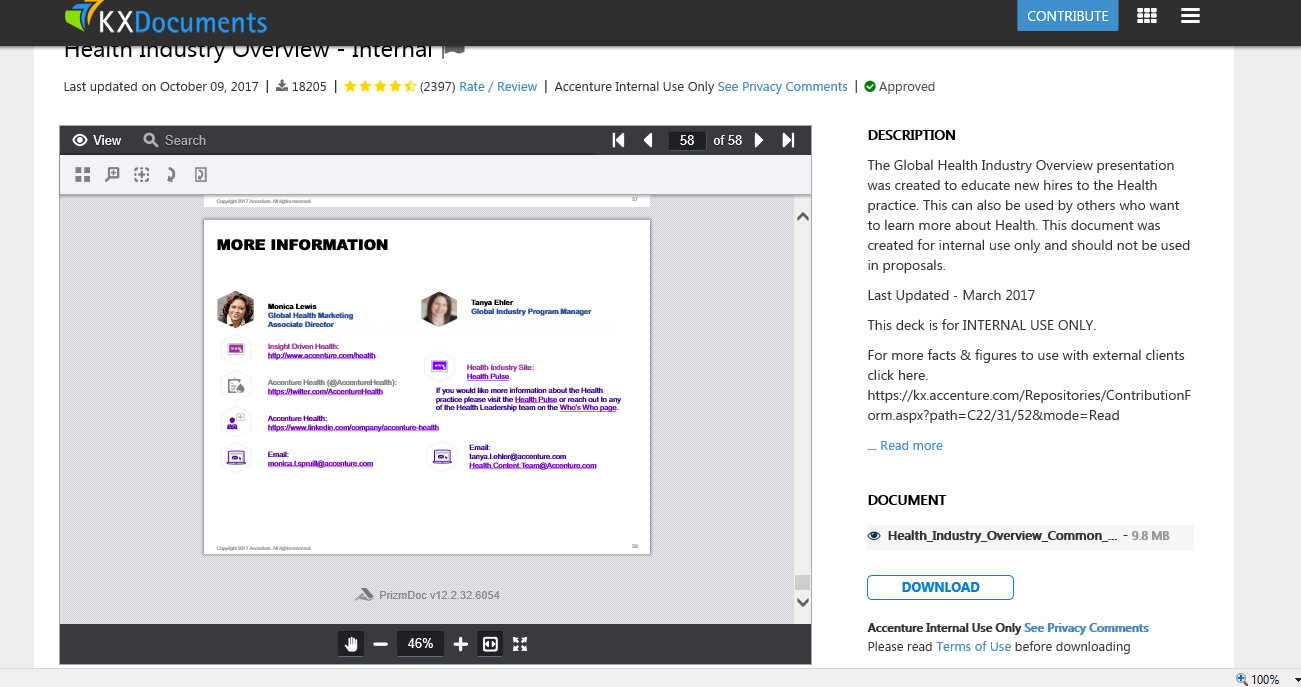 KXDocuments
CONTRIBUTE
Health Industry Overview - Internal
Last updated on October 09, 2017 | 18205 | (2397) Rate / Review | Accenture Internal Use Only See Privacy Comments | Approved
View Search 58 of 58
Copyright 2017 Accenture. All rights reserved. 57
MORE INFORMATION
Monica Lewis
Global Health Marketing
Associate Director
Insight Driven Health:
http://www.accenture.com/health
Accenture Health (@AccentureHealth):
https://twitter.com/AccentureHealth
Accenture Health:
https://www.linkedin.com/company/accenture-health
Email:
monica.l.spruill@accenture.com
Tanya Ehler
Global Industry Program Manager
Health Industry Site:
Health Pulse
If you would like more information about the Health
practice please visit the Health Pulse or reach out to any
of the Health Leadership team on the Who's Who page.
Email:
tanya.l.ehler@accenture.com
Health.Content.Team@Accenture.com
Copyright 2017 Accenture. All rights reserved. 58
PrizmDoc v12.2.32.6054
46%
DESCRIPTION
The Global Health Industry Overview presentation
was created to educate new hires to the Health
practice. This can also be used by others who want
to learn more about Health. This document was
created for internal use only and should not be used
in proposals.
Last Updated - March 2017
This deck is for INTERNAL USE ONLY.
For more facts & figures to use with external clients
click here.
https://kx.accenture.com/Repositories/ContributionF
orm.aspx?path=C22/31/52&mode=Read
... Read more
DOCUMENT
Health_Industry_Overview_Common_... - 9.8 MB
DOWNLOAD
Accenture Internal Use Only See Privacy Comments
Please read Terms of Use before downloading
100%